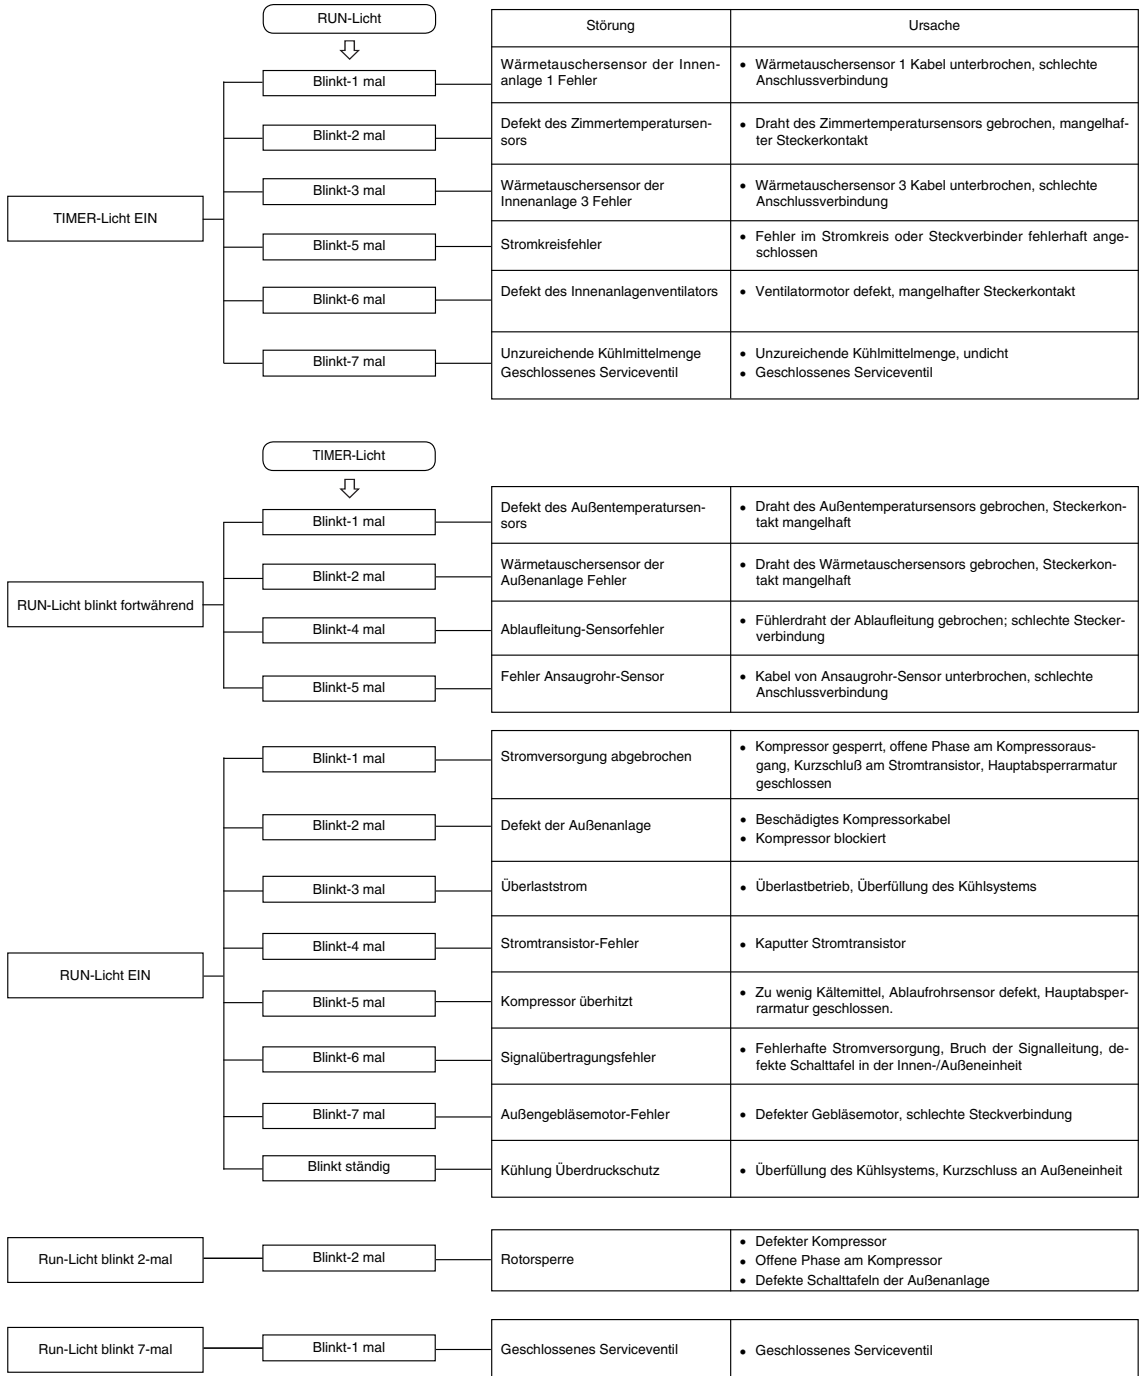 RUN-Licht
Störung
Ursache
TIMER-Licht EIN
Blinkt-1 mal
Wärmetauschersensor der Innen-
anlage 1 Fehler
• Wärmetauschersensor 1 Kabel unterbrochen, schlechte
Anschlussverbindung
Blinkt-2 mal
Defekt des Zimmertemperatursen-
sors
• Draht des Zimmertemperatursensors gebrochen, mangelhaf-
ter Steckerkontakt
Blinkt-3 mal
Wärmetauschersensor der
Innenanlage 3 Fehler
• Wärmetauschersensor 3 Kabel unterbrochen, schlechte
Anschlussverbindung
Blinkt-5 mal
Stromkreisfehler
• Fehler im Stromkreis oder Steckverbinder fehlerhaft ange-
schlossen
Blinkt-6 mal
Defekt des Innenanlagenventilators
• Ventilatormotor defekt, mangelhafter Steckerkontakt
Blinkt-7 mal
Unzureichende Kühlmittelmenge
Geschlossenes Serviceventil
• Unzureichende Kühlmittelmenge, undicht
• Geschlossenes Serviceventil
TIMER-Licht
RUN-Licht blinkt fortwährend
Blinkt-1 mal
Defekt des Außentemperatursen-
sors
• Draht des Außentemperatursensors gebrochen, Steckerkon-
takt mangelhaft
Blinkt-2 mal
Wärmetauschersensor der
Außenanlage Fehler
• Draht des Wärmetauschersensors gebrochen, Steckerkon-
takt mangelhaft
Blinkt-4 mal
Ablaufleitung-Sensorfehler
• Fühlerdraht der Ablaufleitung gebrochen; schlechte Stecker-
verbindung
Blinkt-5 mal
Fehler Ansaugrohr-Sensor
• Kabel von Ansaugrohr-Sensor unterbrochen, schlechte
Anschlussverbindung
RUN-Licht EIN
Blinkt-1 mal
Stromversorgung abgebrochen
• Kompressor gesperrt, offene Phase am Kompressoraus-
gang, Kurzschluß am Stromtransistor, Hauptabsperrarmatur
geschlossen
Blinkt-2 mal
Defekt der Außenanlage
• Beschädigtes Kompressorkabel
• Kompressor blockiert
Blinkt-3 mal
Überlaststrom
• Überlastbetrieb, Überfüllung des Kühlsystems
Blinkt-4 mal
Stromtransistor-Fehler
• Kaputter Stromtransistor
Blinkt-5 mal
Kompressor überhitzt
• Zu wenig Kältemittel, Ablaufrohrsensor defekt, Hauptabsper-
rarmatur geschlossen.
Blinkt-6 mal
Signalübertragungsfehler
• Fehlerhafte Stromversorgung, Bruch der Signalleitung, de-
fekte Schalttafel in der Innen-/Außeneinheit
Blinkt-7 mal
Außengebläsemotor-Fehler
• Defekter Gebläsemotor, schlechte Steckverbindung
Blinkt ständig
Kühlung Überdruckschutz
• Überfüllung des Kühlsystems, Kurzschluss an Außeneinheit
Run-Licht blinkt 2-mal
Blinkt-2 mal
Rotorsperre
• Defekter Kompressor
• Offene Phase am Kompressor
• Defekte Schalttafeln der Außenanlage
Run-Licht blinkt 7-mal
Blinkt-1 mal
Geschlossenes Serviceventil
• Geschlossenes Serviceventil